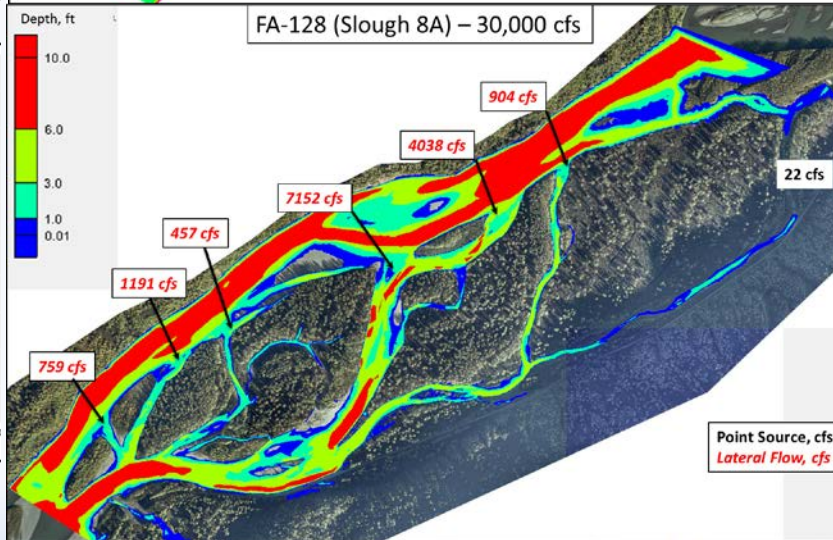 Depth, ft
FA-128 (Slough 8A) – 30,000 cfs
10.0
6.0
3.0
1.0
0.01
904 cfs
4038 cfs
22 cfs
7152 cfs
457 cfs
1191 cfs
759 cfs
Point Source, cfs
Lateral Flow, cfs